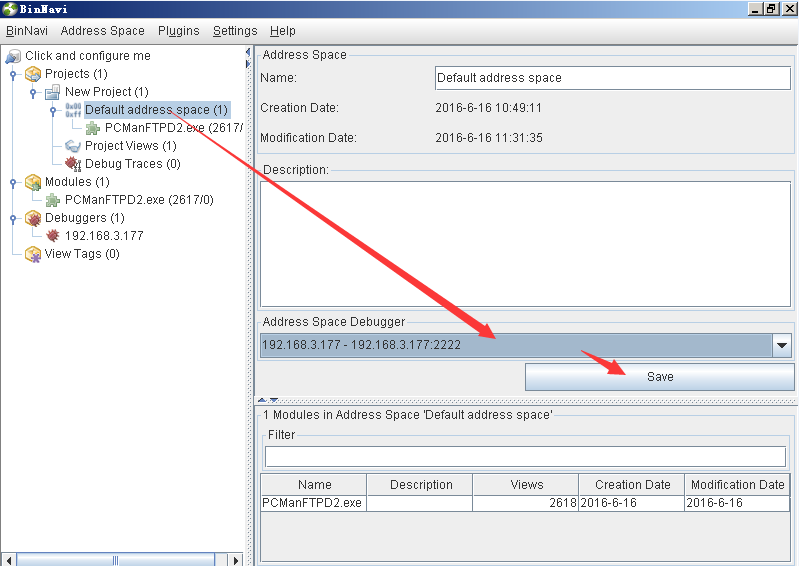 BinNavi
BinNavi Address Space Plugins Settings Help
Click and configure me
Projects (1)
New Project (1)
0x00
0xff
Default address space (1)
PCManFTPD2.exe (2617/
Project Views (1)
Debug Traces (0)
Modules (1)
PCManFTPD2.exe (2617/0)
Debuggers (1)
192.168.3.177
View Tags (0)
Address Space
Name: Default address space
Creation Date: 2016-6-16 10:49:11
Modification Date: 2016-6-16 11:31:35
Description:
Address Space Debugger
192.168.3.177 - 192.168.3.177:2222
Save
1 Modules in Address Space 'Default address space'
Filter
Name Description Views Creation Date Modification Date
PCManFTPD2.exe 2618 2016-6-16 2016-6-16